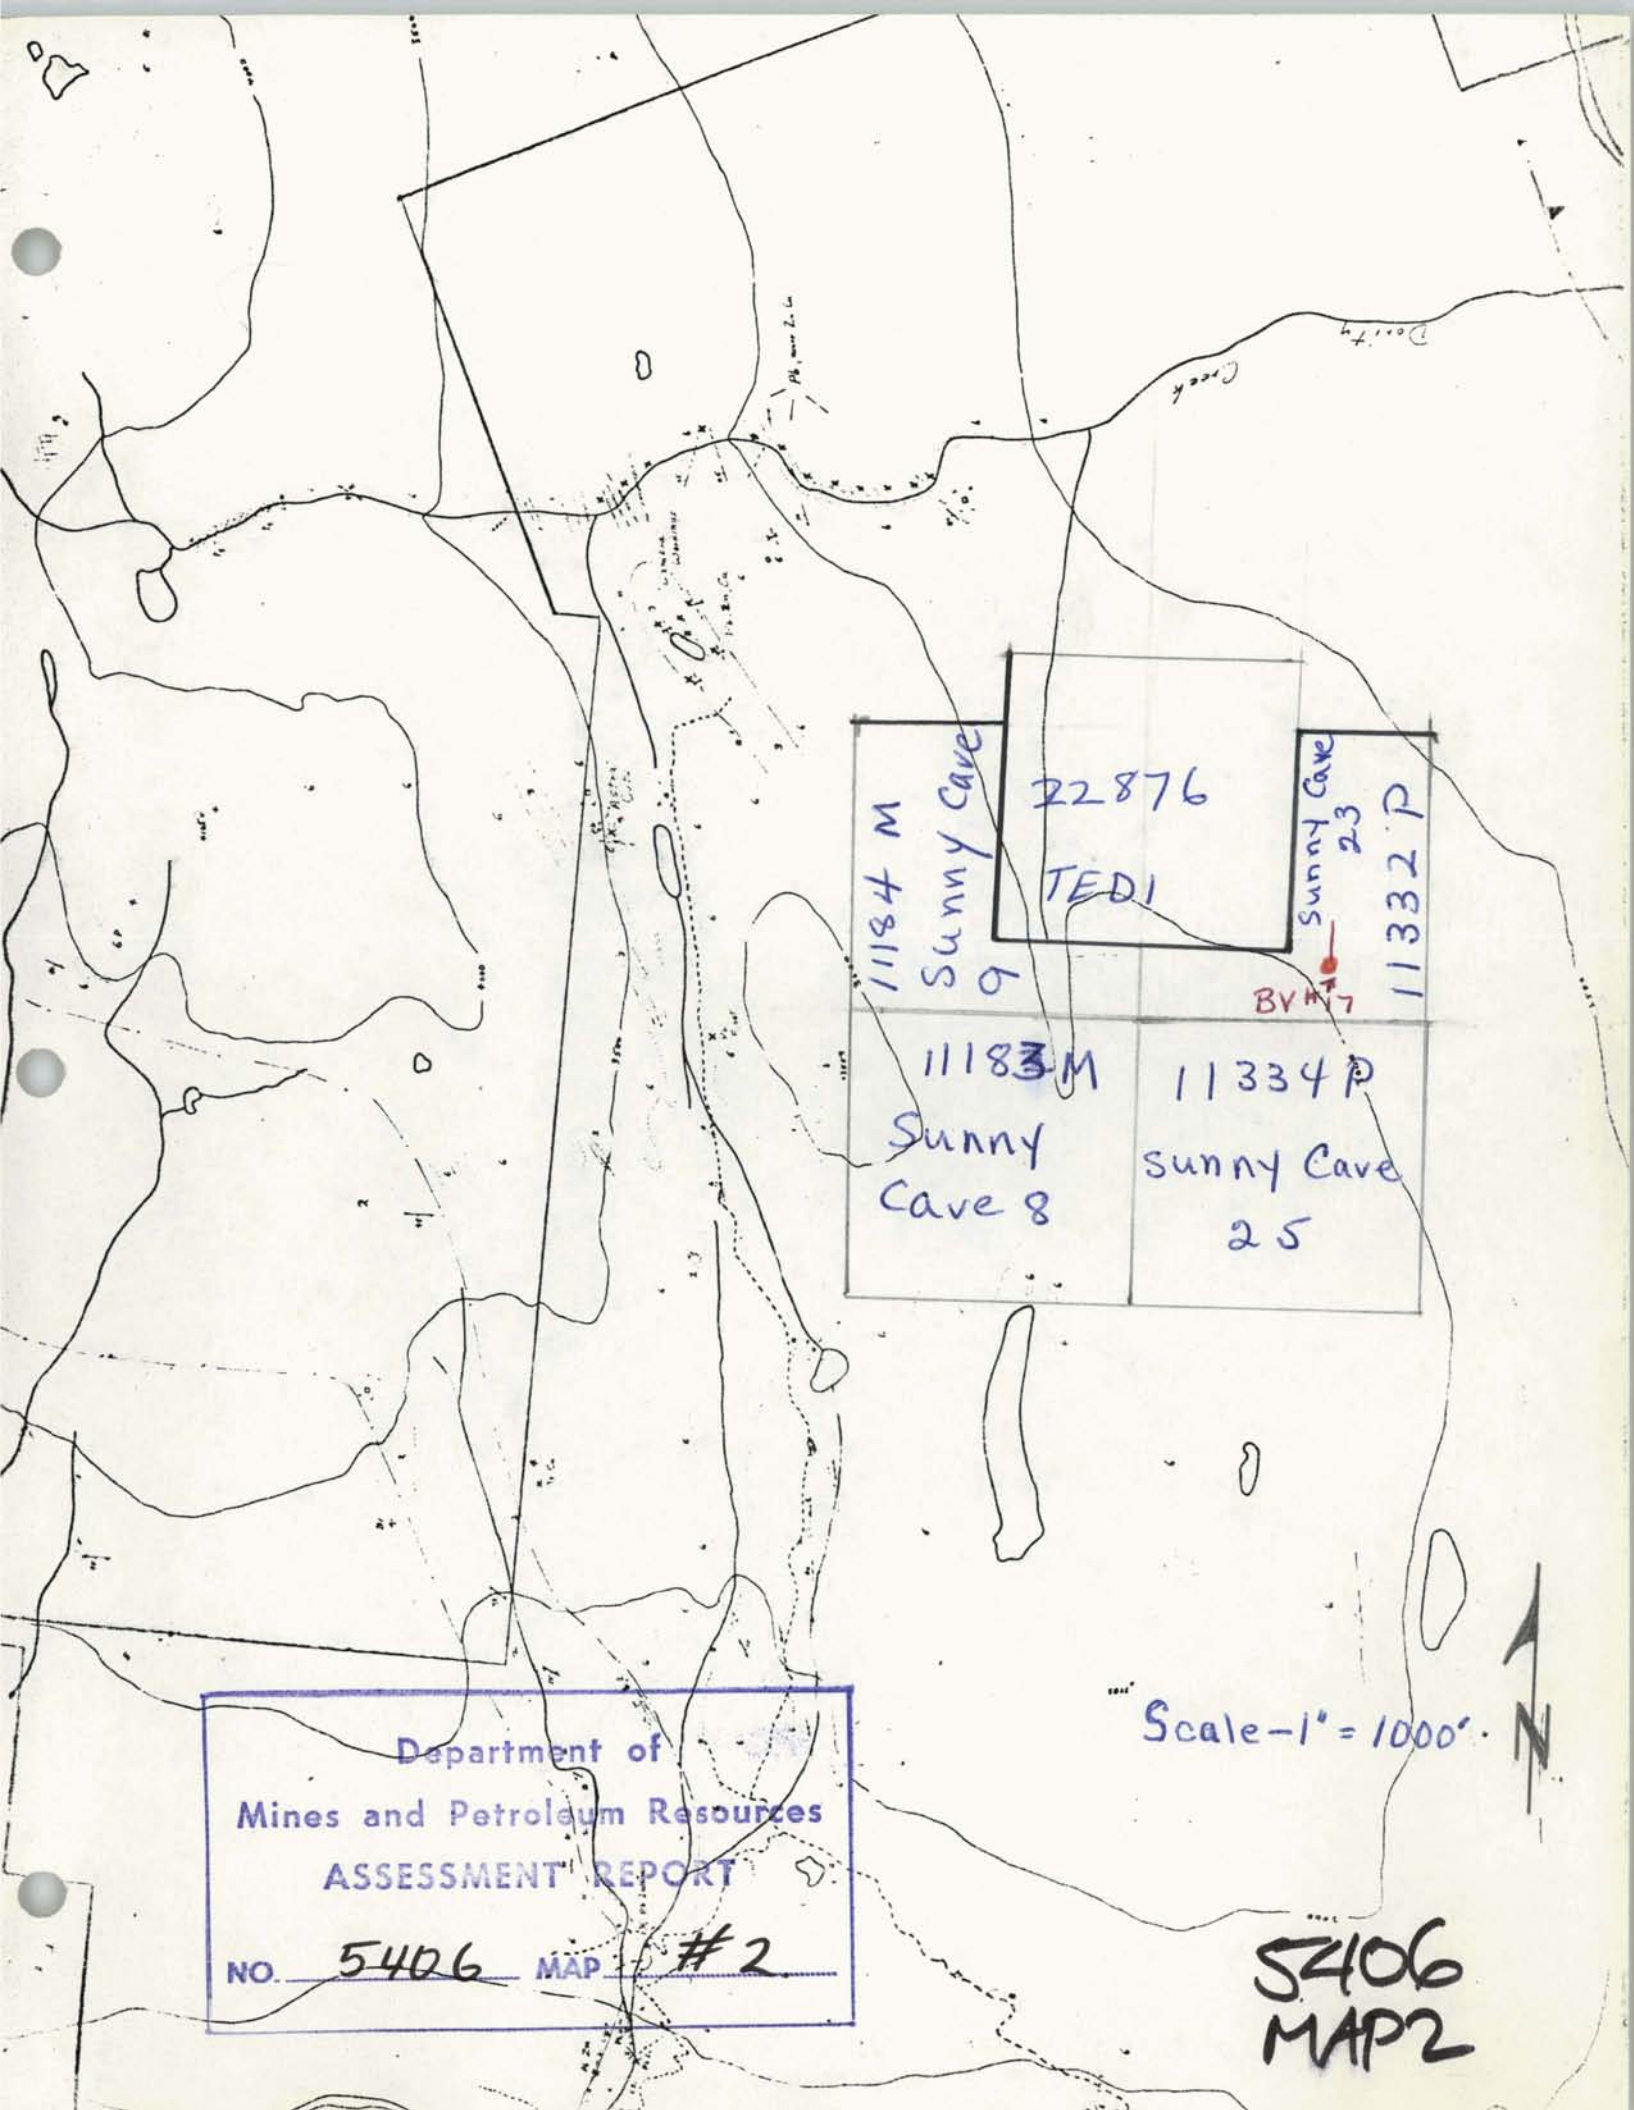 Dority
Creek
22876
TEDI
11184 M
Sunny Cave
9
Sunny Cave
23
11332 P
BV#7
11183 M
Sunny
Cave 8
11334 P
sunny Cave
25
Scale-1" = 1000'
N
Department of
Mines and Petroleum Resources
ASSESSMENT REPORT
NO. 5406 MAP #2
5406
MAP2